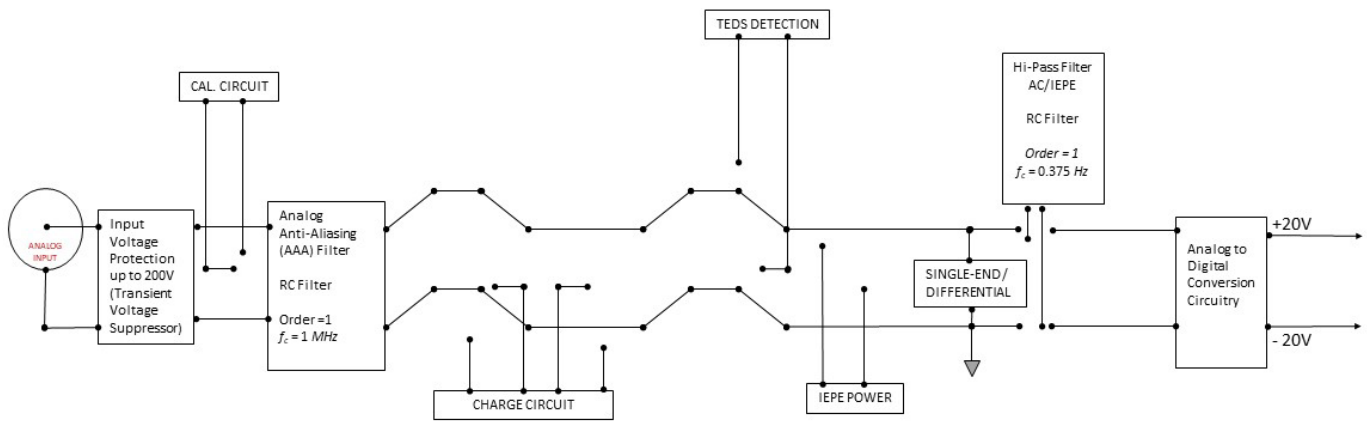 TEDS DETECTION
CAL. CIRCUIT
Hi-Pass Filter
AC/IEPE
RC Filter
Order = 1
fc = 0.375 Hz
ANALOG
INPUT
Input
Voltage
Protection
up to 200V
(Transient
Voltage
Suppressor)
Analog
Anti-Aliasing
(AAA) Filter
RC Filter
Order =1
fc = 1 MHz
CHARGE CIRCUIT
IEPE POWER
SINGLE-END/
DIFFERENTIAL
Analog to
Digital
Conversion
Circuitry
+20V
- 20V